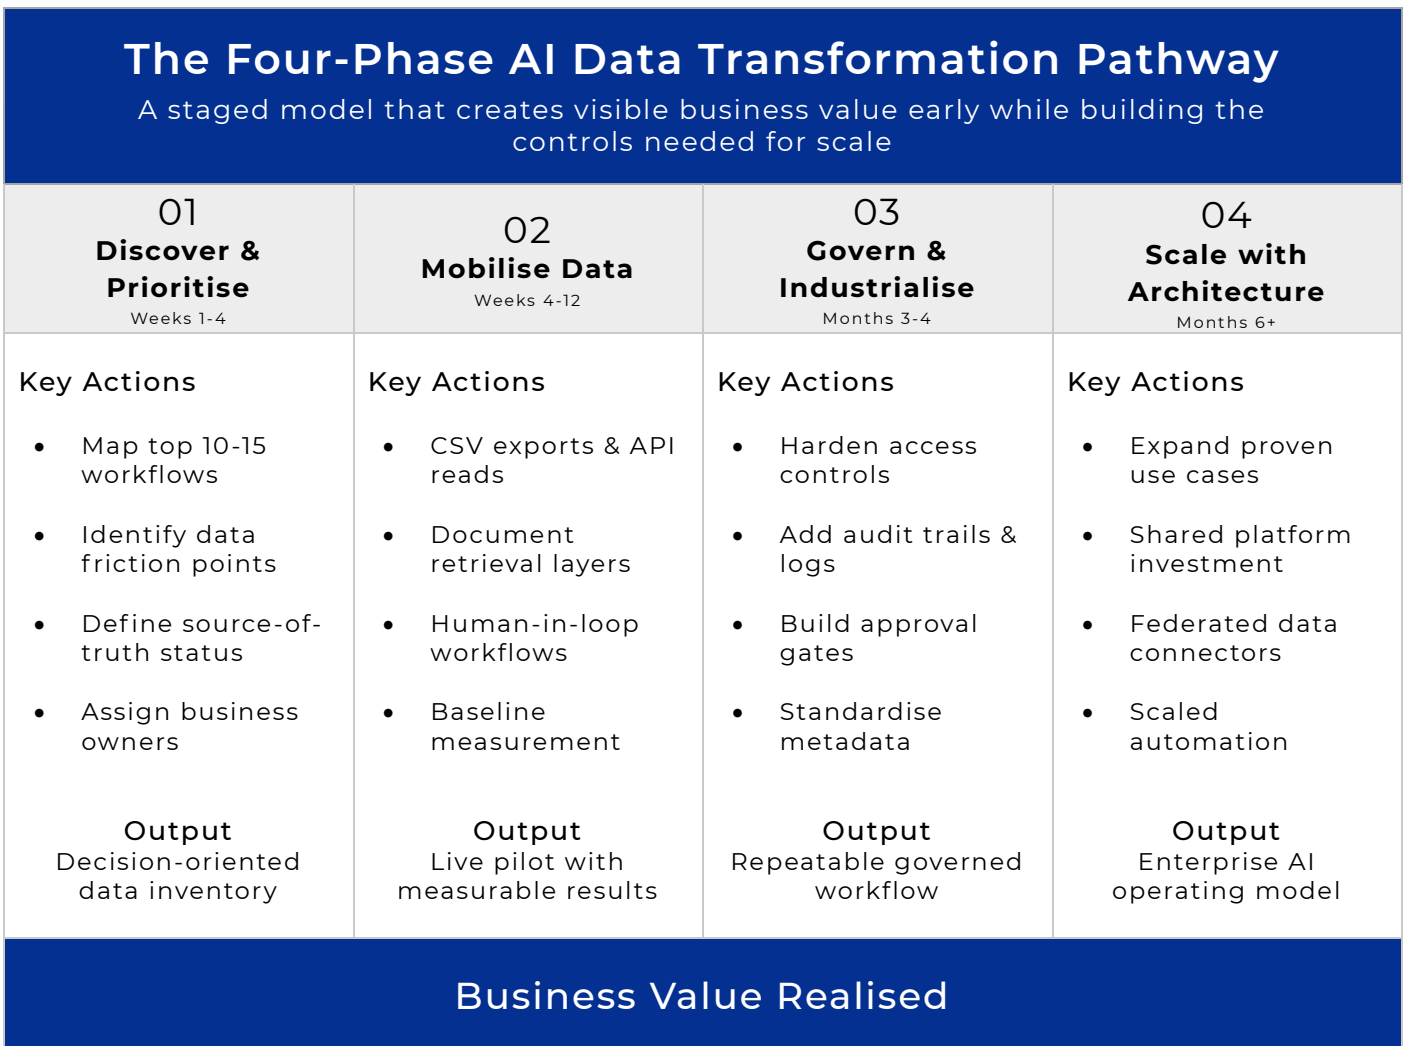 The Four-Phase AI Data Transformation Pathway
A staged model that creates visible business value early while building the
controls needed for scale
01
Discover &
Prioritise
Weeks 1-4
02
Mobilise Data
Weeks 4-12
03
Govern &
Industrialise
Months 3-4
04
Scale with
Architecture
Months 6+
Key Actions
• Map top 10-15
workflows
• Identify data
friction points
• Define source-of-
truth status
• Assign business
owners
Output
Decision-oriented
data inventory
Key Actions
• CSV exports & API
reads
• Document
retrieval layers
• Human-in-loop
workflows
• Baseline
measurement
Output
Live pilot with
measurable results
Key Actions
• Harden access
controls
• Add audit trails &
logs
• Build approval
gates
• Standardise
metadata
Output
Repeatable governed
workflow
Key Actions
• Expand proven
use cases
• Shared platform
investment
• Federated data
connectors
• Scaled
automation
Output
Enterprise AI
operating model
Business Value Realised